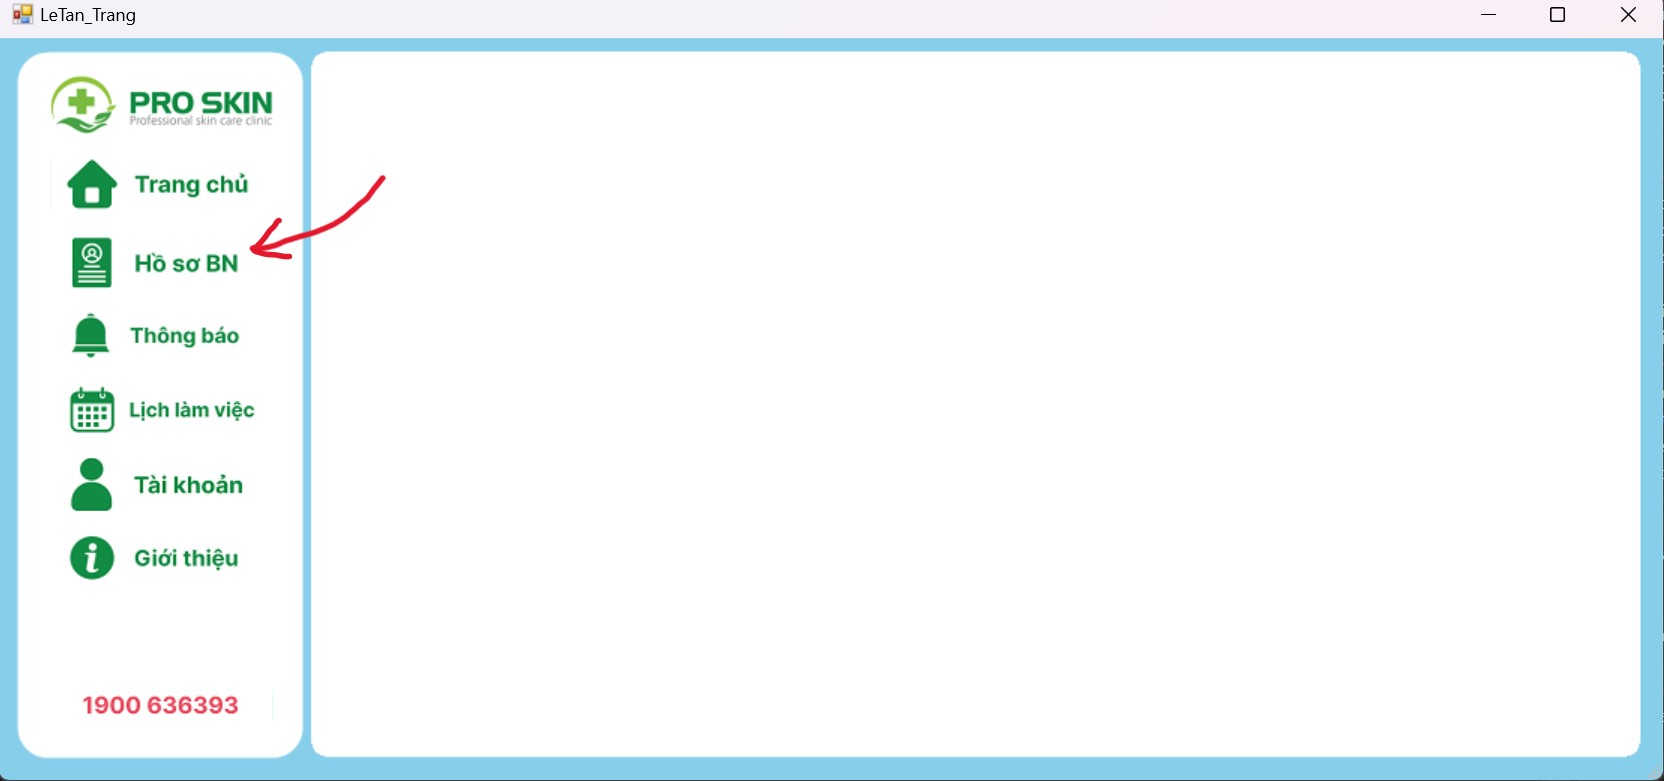 LeTan_Trang
PRO SKIN
Professional skin care clinic
Trang chủ
Hồ sơ BN
Thông báo
Lịch làm việc
Tài khoản
Giới thiệu
1900 636393